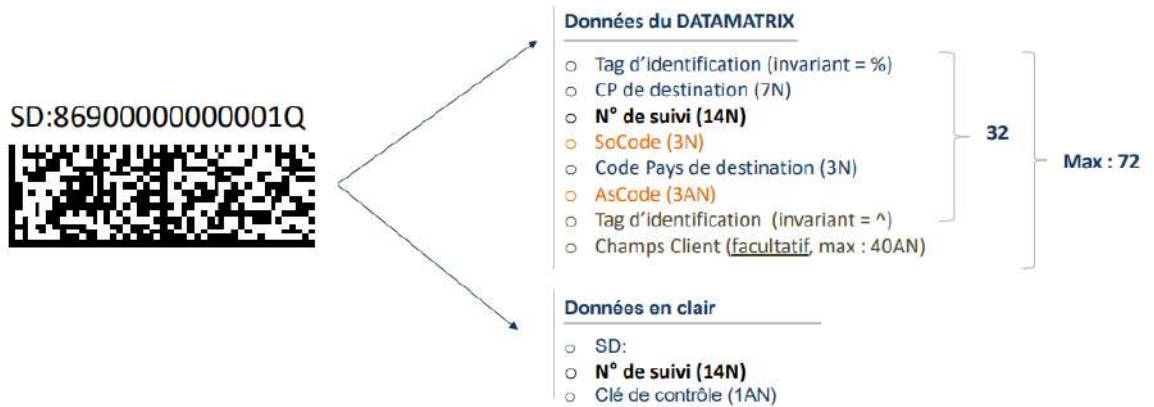 SD:86900000000001Q
Données du DATAMATRIX
o Tag d'identification (invariant = %)
o CP de destination (7N)
o N° de suivi (14N)
o SoCode (3N)
o Code Pays de destination (3N)
o AsCode (3AN)
o Tag d'identification (invariant = ^)
o Champs Client (facultatif, max : 40AN)
32
Max : 72
Données en clair
o SD:
o N° de suivi (14N)
o Clé de contrôle (1AN)